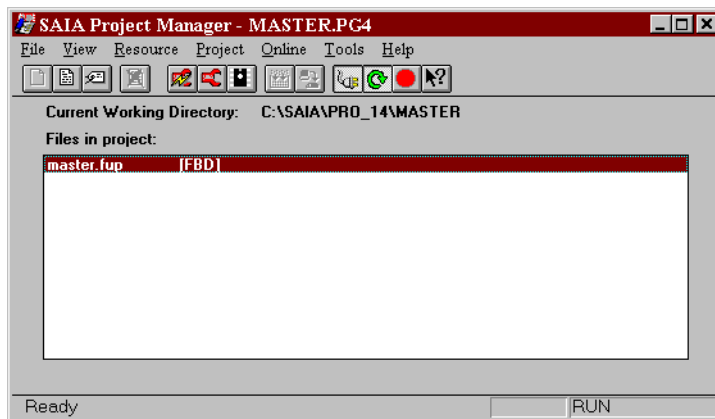 SAIA Project Manager - MASTER.PG4
File View Resource Project Online Tools Help
Current Working Directory: C:\SAIA\PRO_14\MASTER
Files in project:
master.fup [FBD]
Ready RUN